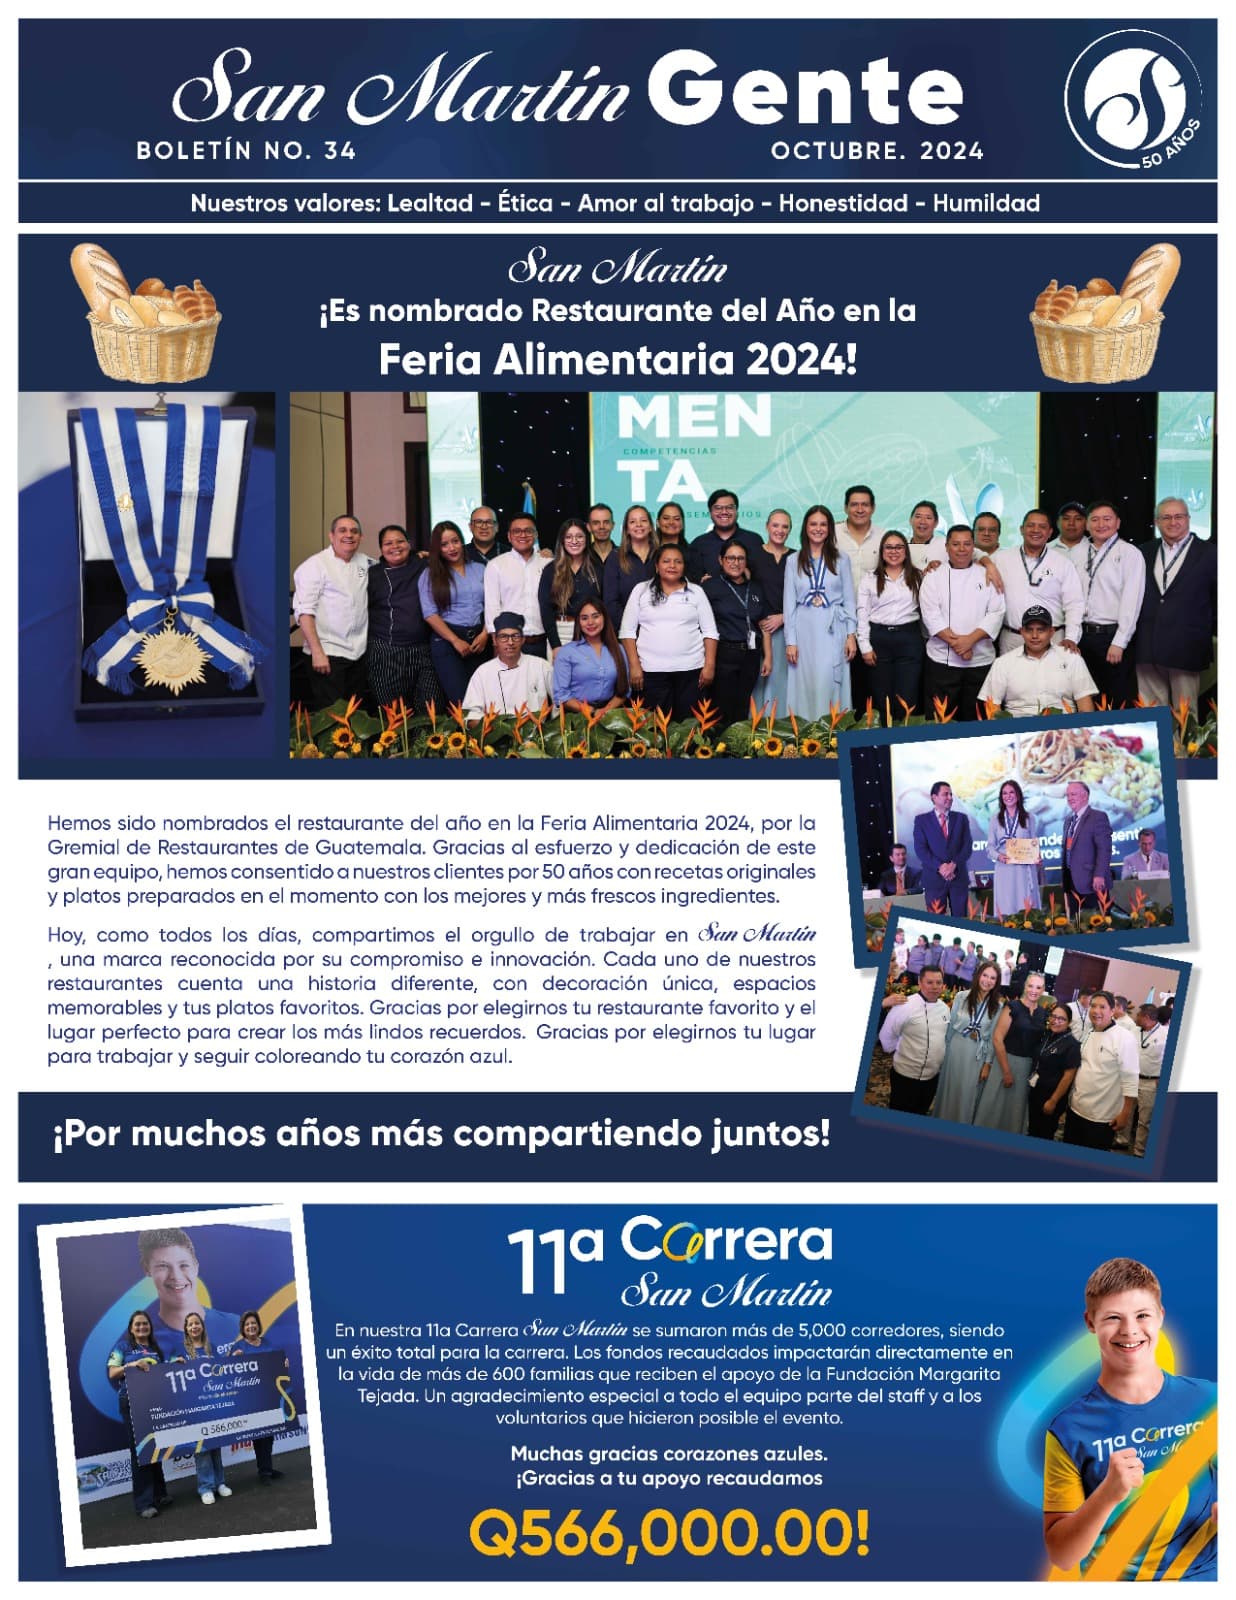 San Martín Gente
BOLETÍN NO. 34
OCTUBRE. 2024
50 AÑOS
Nuestros valores: Lealtad - Ética - Amor al trabajo - Honestidad - Humildad
San Martín
¡Es nombrado Restaurante del Año en la
Feria Alimentaria 2024!
MEN
COMPETENCIAS
TA
Hemos sido nombrados el restaurante del año en la Feria Alimentaria 2024, por la
Gremial de Restaurantes de Guatemala. Gracias al esfuerzo y dedicación de este
gran equipo, hemos consentido a nuestros clientes por 50 años con recetas originales
y platos preparados en el momento con los mejores y más frescos ingredientes.
Hoy, como todos los días, compartimos el orgullo de trabajar en San Martín
, una marca reconocida por su compromiso e innovación. Cada uno de nuestros
restaurantes cuenta una historia diferente, con decoración única, espacios
memorables y tus platos favoritos. Gracias por elegirnos tu restaurante favorito y el
lugar perfecto para crear los más lindos recuerdos. Gracias por elegirnos tu lugar
para trabajar y seguir coloreando tu corazón azul.
¡Por muchos años más compartiendo juntos!
11a Carrera
San Martín
En nuestra 11a Carrera San Martín se sumaron más de 5,000 corredores, siendo
un éxito total para la carrera. Los fondos recaudados impactarán directamente en
la vida de más de 600 familias que reciben el apoyo de la Fundación Margarita
Tejada. Un agradecimiento especial a todo el equipo parte del staff y a los
voluntarios que hicieron posible el evento.
Muchas gracias corazones azules.
¡Gracias a tu apoyo recaudamos
Q566,000.00!
11a Carrera
San Martín
FUNDACIÓN MARGARITA TEJADA
Q 566,000.00
11a Carrera
San Ma